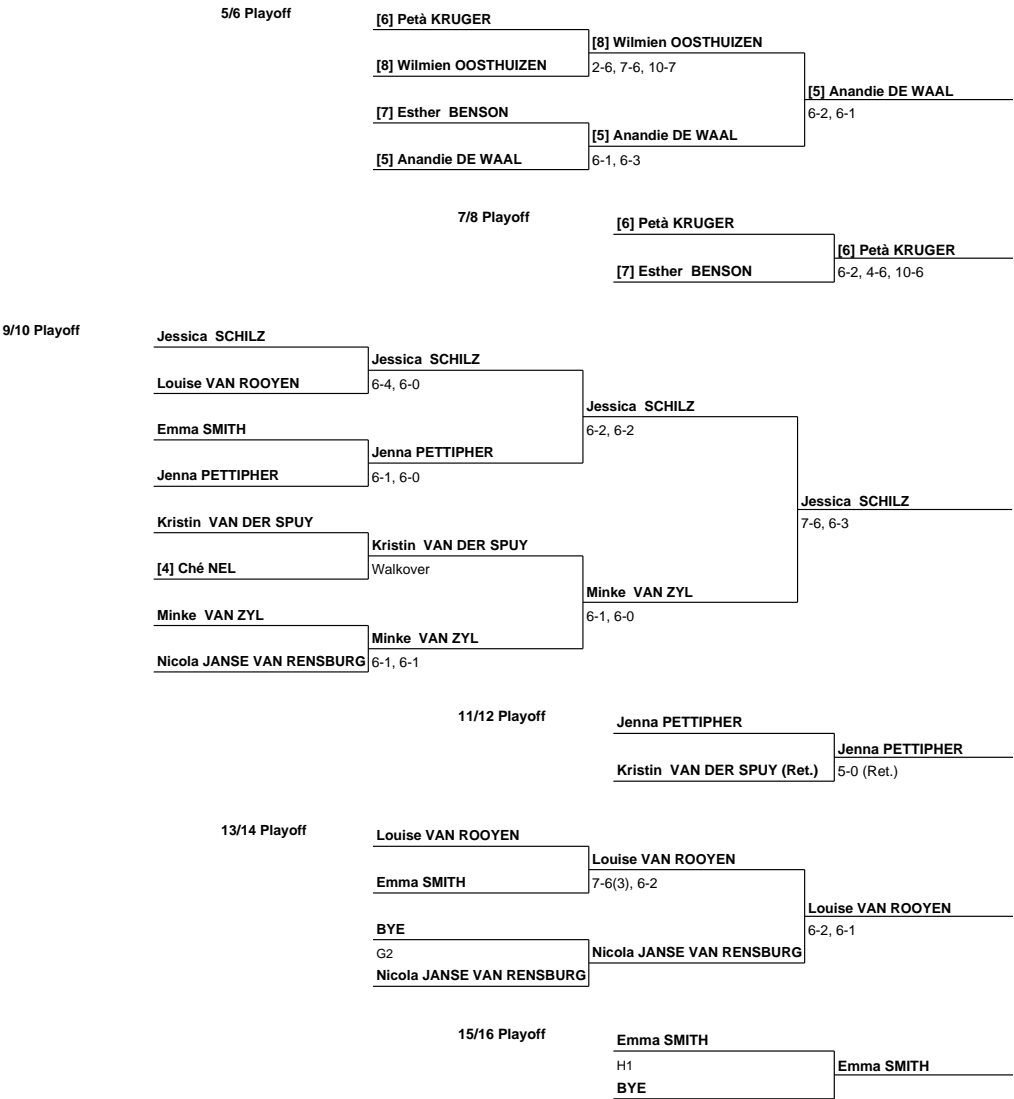 5/6 Playoff
[6] Petà KRUGER
[8] Wilmien OOSTHUIZEN
[8] Wilmien OOSTHUIZEN
2-6, 7-6, 10-7
[5] Anandie DE WAAL
[7] Esther BENSON
6-2, 6-1
[5] Anandie DE WAAL
[5] Anandie DE WAAL
6-1, 6-3
7/8 Playoff
[6] Petà KRUGER
[6] Petà KRUGER
[7] Esther BENSON
6-2, 4-6, 10-6
9/10 Playoff
Jessica SCHILZ
Jessica SCHILZ
Louise VAN ROOYEN
6-4, 6-0
Jessica SCHILZ
Emma SMITH
6-2, 6-2
Jenna PETTIPHER
Jenna PETTIPHER
6-1, 6-0
Jessica SCHILZ
Kristin VAN DER SPUY
7-6, 6-3
Kristin VAN DER SPUY
[4] Ché NEL
Walkover
Minke VAN ZYL
Minke VAN ZYL
6-1, 6-0
Minke VAN ZYL
Nicola JANSE VAN RENSBURG
6-1, 6-1
11/12 Playoff
Jenna PETTIPHER
Jenna PETTIPHER
Kristin VAN DER SPUY (Ret.)
5-0 (Ret.)
13/14 Playoff
Louise VAN ROOYEN
Louise VAN ROOYEN
Emma SMITH
7-6(3), 6-2
Louise VAN ROOYEN
BYE
6-2, 6-1
G2
Nicola JANSE VAN RENSBURG
Nicola JANSE VAN RENSBURG
15/16 Playoff
Emma SMITH
H1
Emma SMITH
BYE